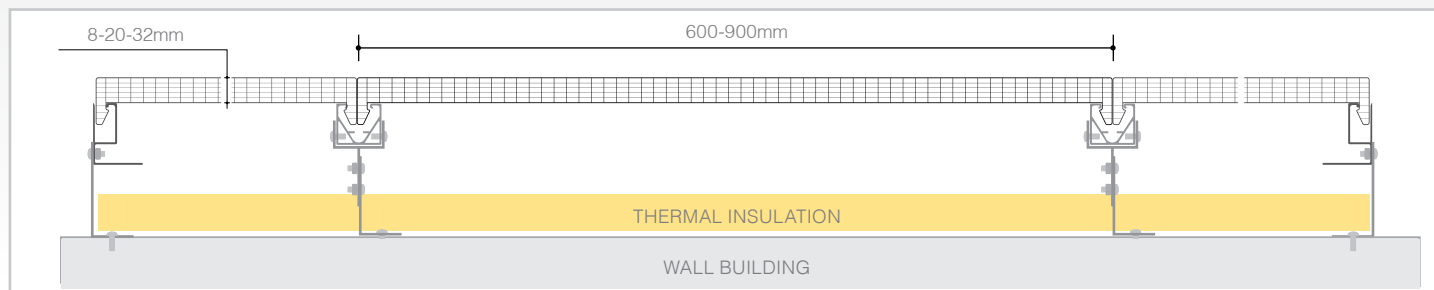 8-20-32mm
600-900mm
THERMAL INSULATION
WALL BUILDING